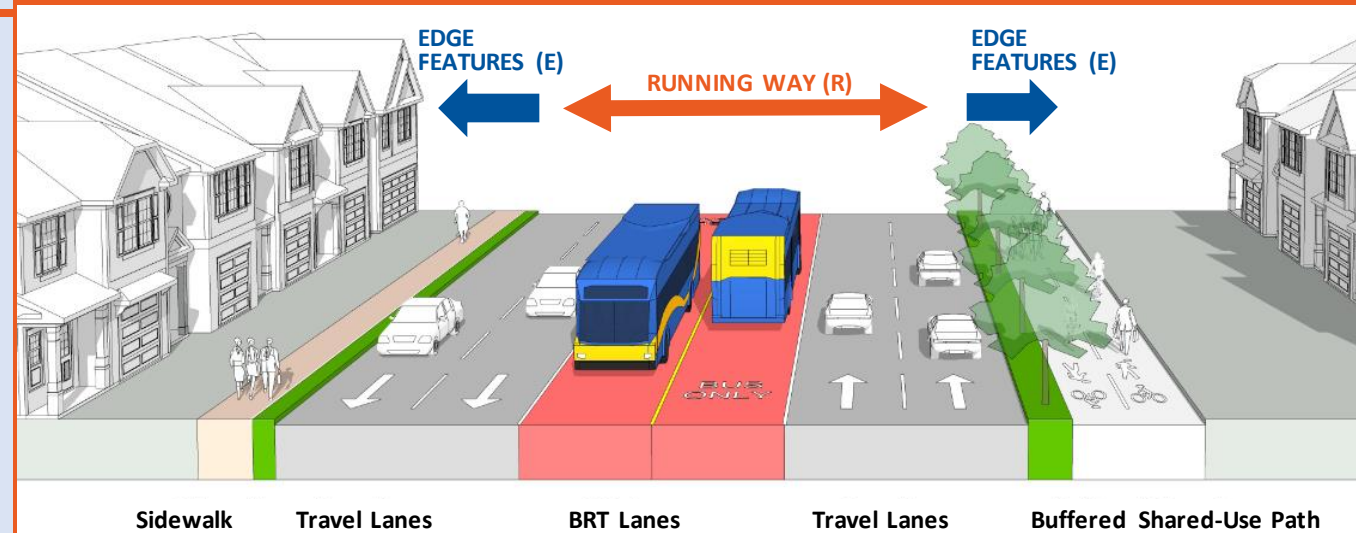 EDGE
FEATURES (E)
RUNNING WAY (R)
EDGE
FEATURES (E)
BUS
ONLY
Sidewalk
Travel Lanes
BRT Lanes
Travel Lanes
Buffered Shared-Use Path